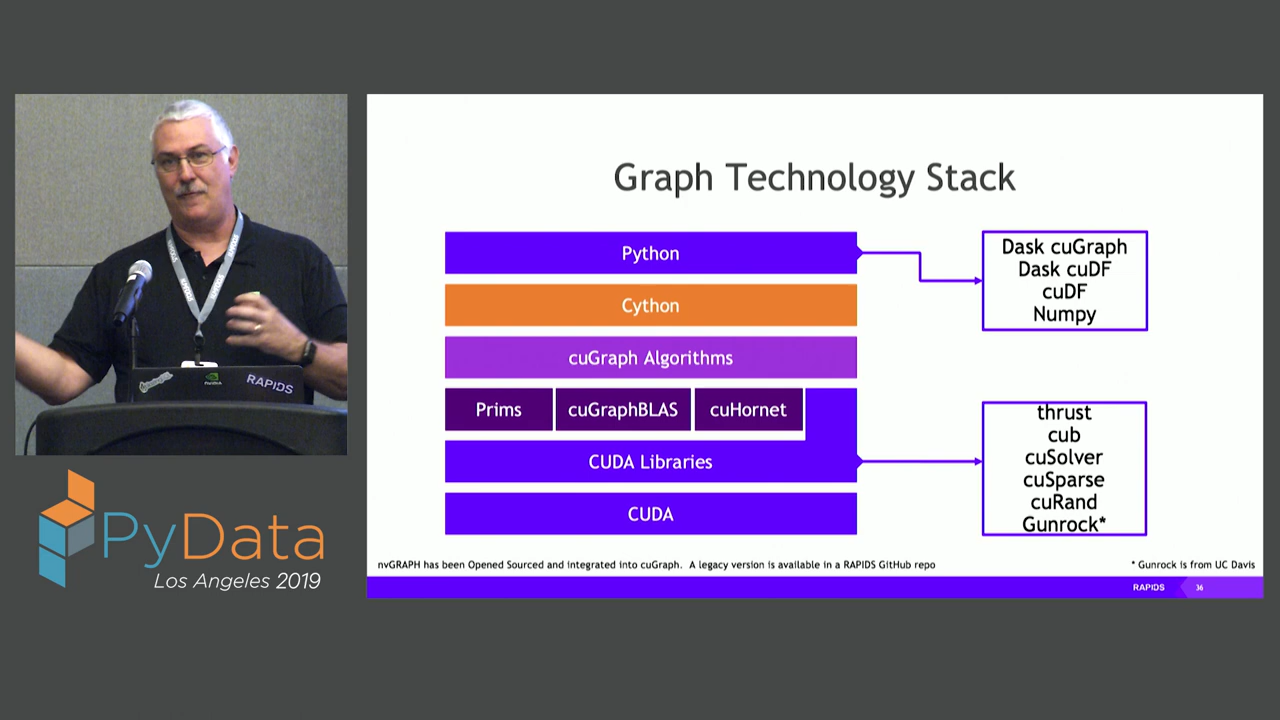 Graph Technology Stack
Python
Cython
cuGraph Algorithms
Prims
cuGraphBLAS
cuHornet
CUDA Libraries
CUDA
Dask cuGraph
Dask cuDF
cuDF
Numpy
thrust
cub
cuSolver
cuSparse
cuRand
Gunrock*
nvGRAPH has been Opened Sourced and integrated into cuGraph. A legacy version is available in a RAPIDS GitHub repo
* Gunrock is from UC Davis
RAPIDS
36
RAPIDS
PyData
Los Angeles 2019